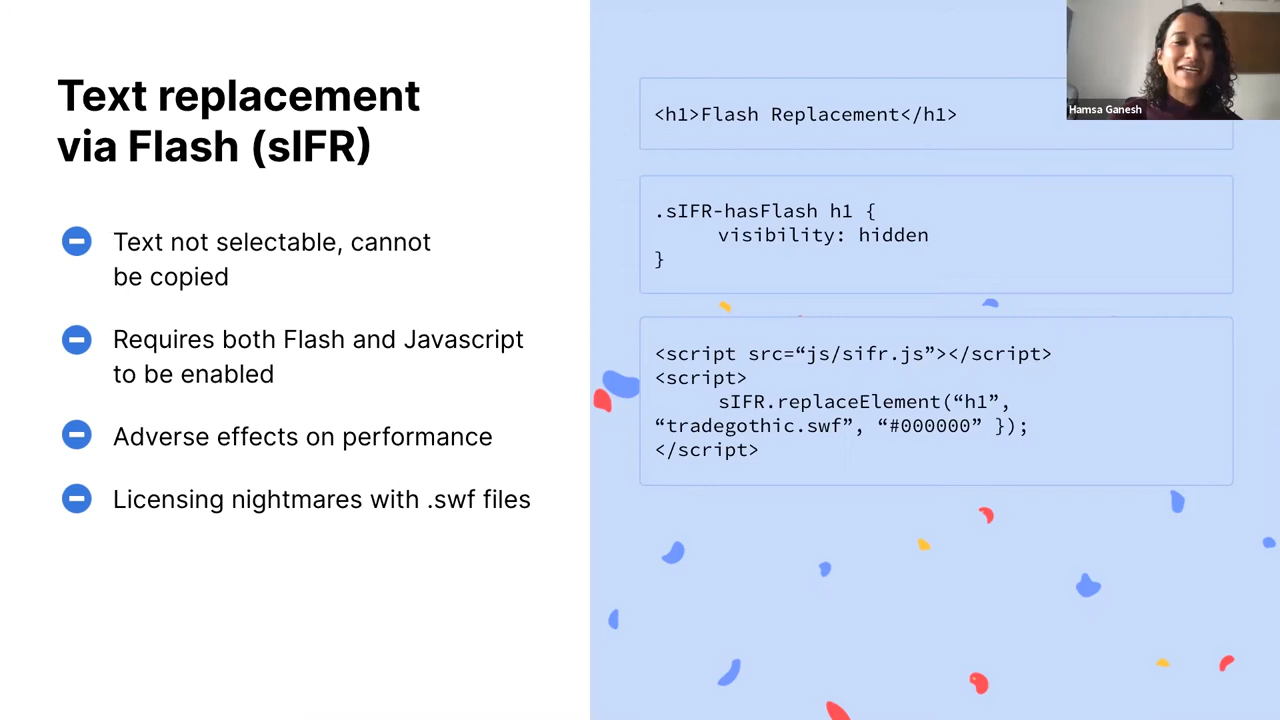 Text replacement
via Flash (sIFR)
Text not selectable, cannot
be copied
Requires both Flash and Javascript
to be enabled
Adverse effects on performance
Licensing nightmares with .swf files
<h1>Flash Replacement</h1>
.sIFR-hasFlash h1 {
visibility: hidden
}
<script src=“js/sifr.js”></script>
<script>
sIFR.replaceElement(“h1”,
“tradegothic.swf”, “#000000” });
</script>
Hamsa Ganesh